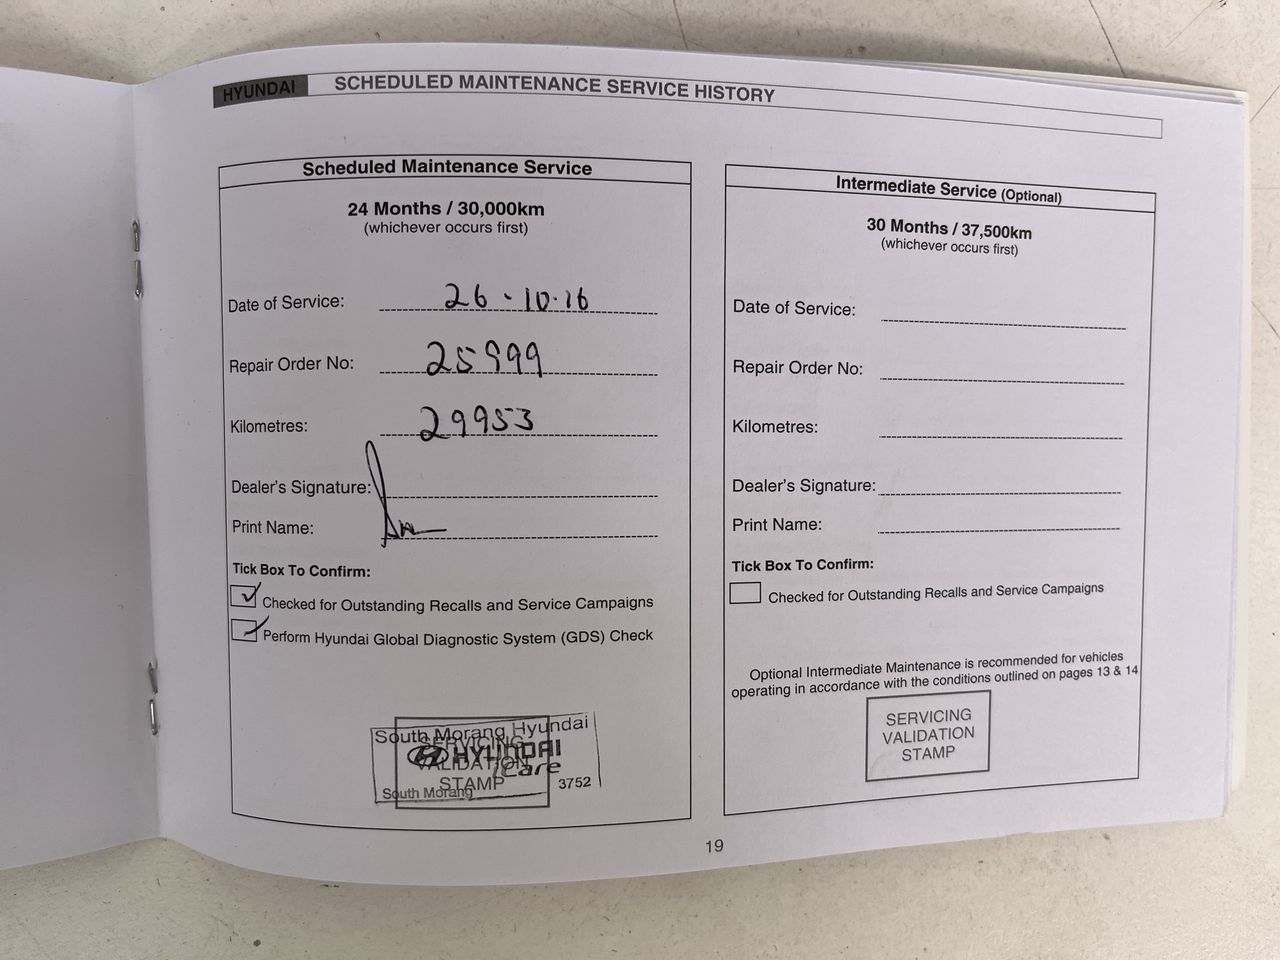 HYUNDAI SCHEDULED MAINTENANCE SERVICE HISTORY
Scheduled Maintenance Service
24 Months / 30,000km
(whichever occurs first)
Date of Service: 26-10-16
Repair Order No: 25999
Kilometres: 29953
Dealer's Signature:
Print Name:
Tick Box To Confirm:
Checked for Outstanding Recalls and Service Campaigns
Perform Hyundai Global Diagnostic System (GDS) Check
South Morang Hyundai
SERVICING
HYUNDAI
VALIDATION
iCare
STAMP
3752
South Morang
Intermediate Service (Optional)
30 Months / 37,500km
(whichever occurs first)
Date of Service:
Repair Order No:
Kilometres:
Dealer's Signature:
Print Name:
Tick Box To Confirm:
Checked for Outstanding Recalls and Service Campaigns
Optional Intermediate Maintenance is recommended for vehicles
operating in accordance with the conditions outlined on pages 13 & 14
SERVICING
VALIDATION
STAMP
19